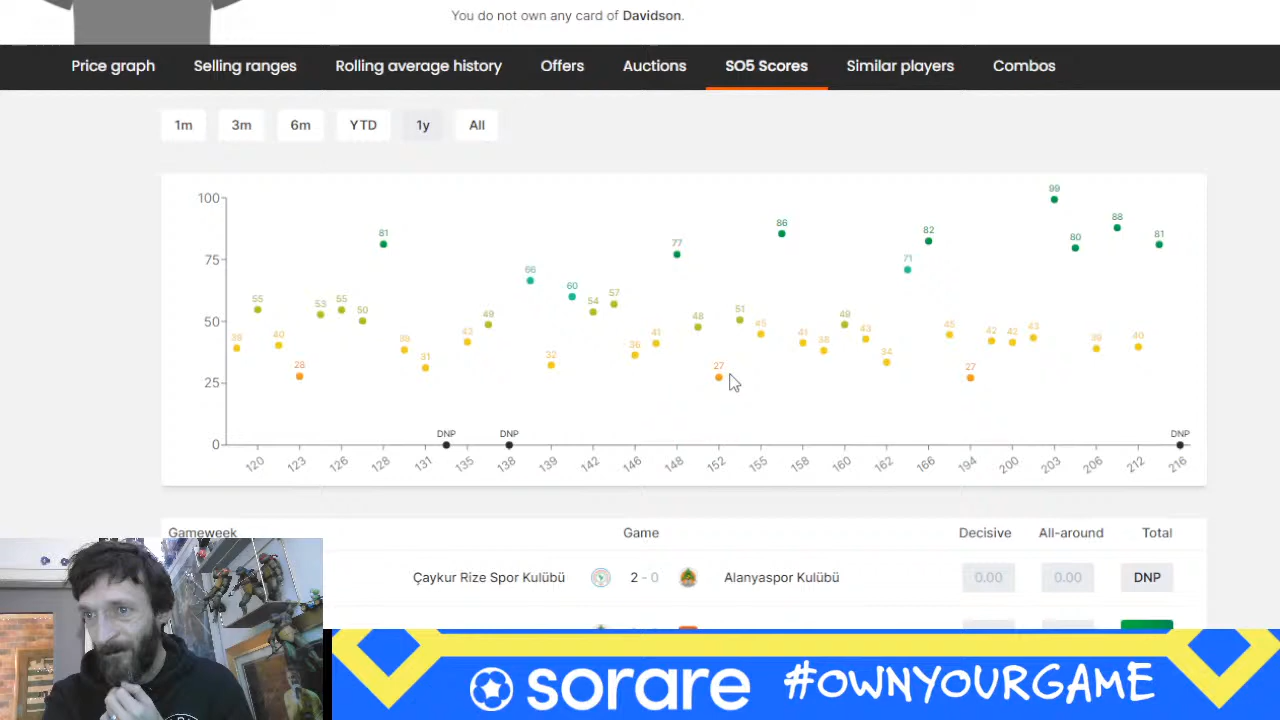 You do not own any card of Davidson.
Price graph Selling ranges Rolling average history Offers Auctions SO5 Scores Similar players Combos
1m 3m 6m YTD 1y All
100
75
50
25
0
39 55 40 28 53 55 50 81 38 31 DNP 42 49 DNP 66 32 60 54 57 36 41 77 48 27 51 45 86 41 38 49 43 34 71 82 45 27 42 42 43 99 80 39 88 40 81 DNP
120 123 126 128 131 135 138 139 142 146 148 152 155 158 160 162 166 194 200 203 206 212 216
Gameweek Game Decisive All-around Total
Çaykur Rize Spor Kulübü 2 - 0 Alanyaspor Kulübü 0.00 0.00 DNP
sorare #OWNYOURGAME